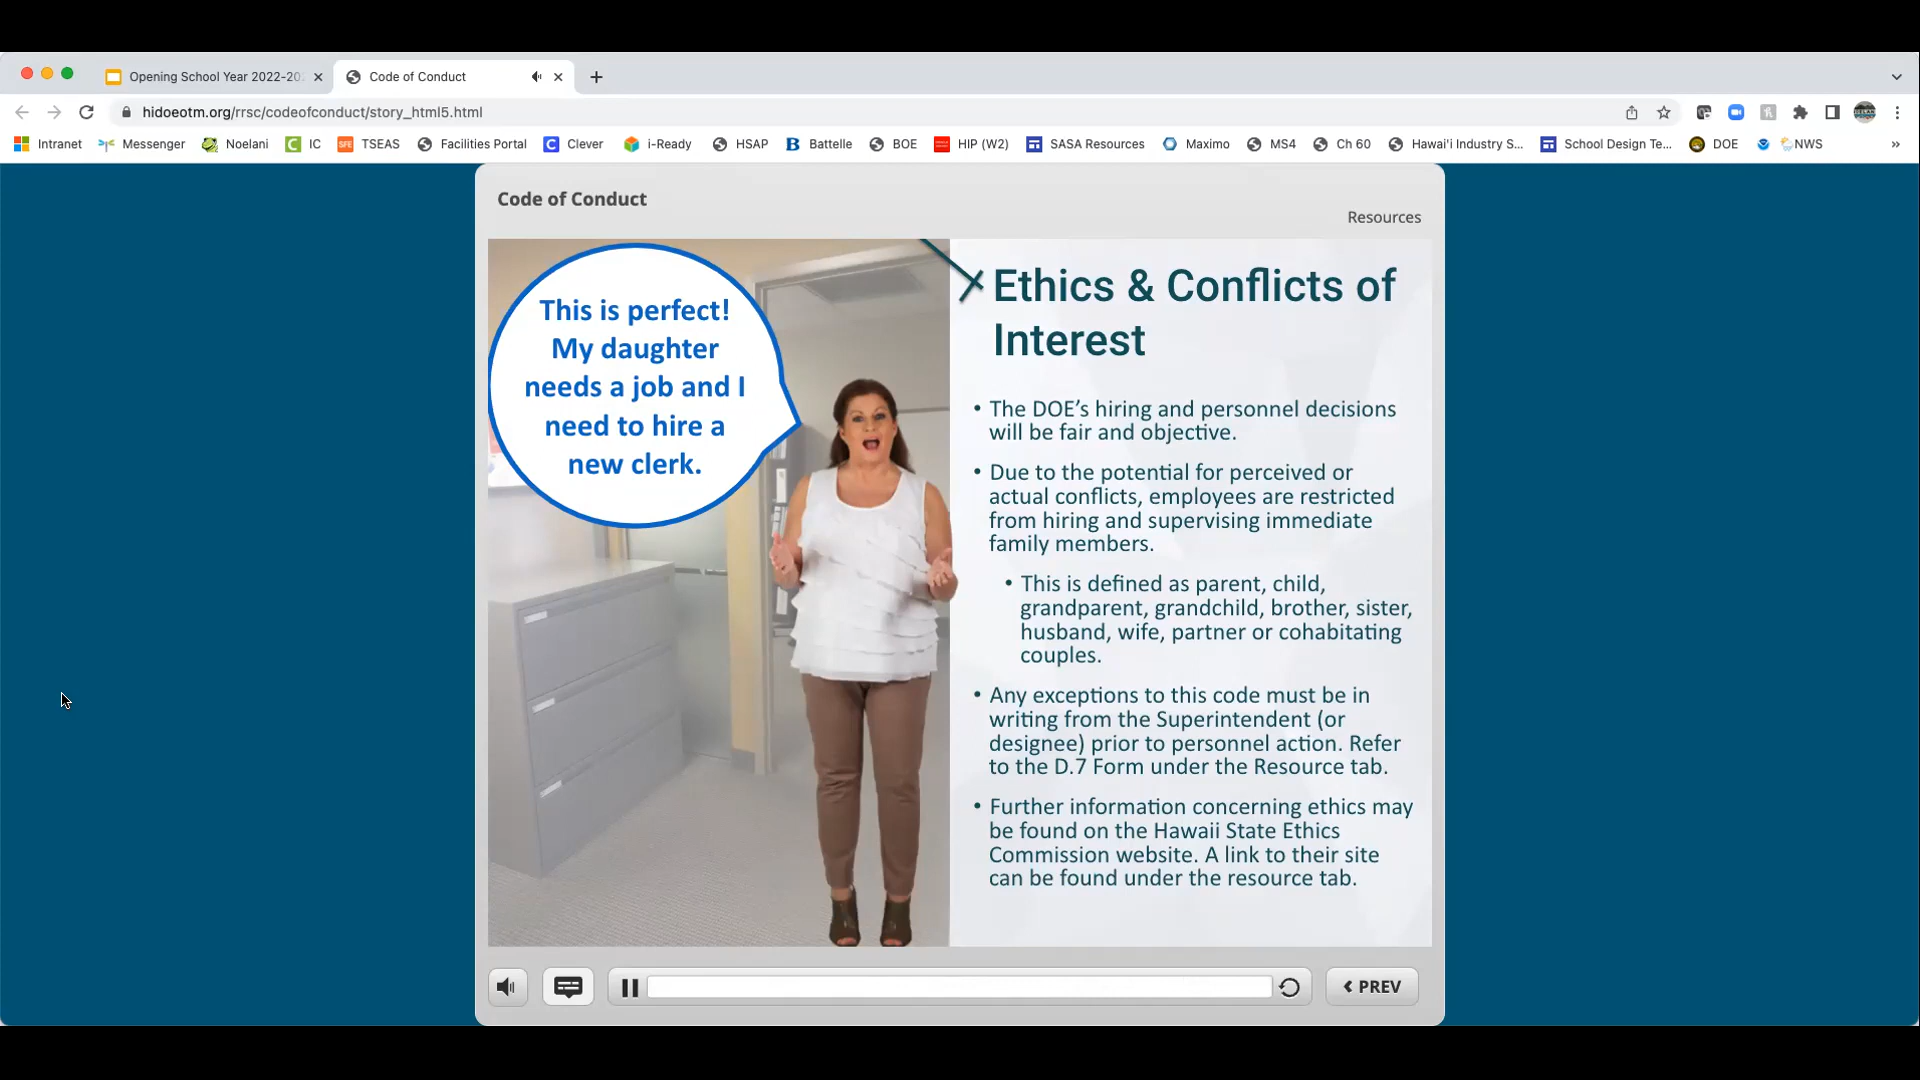 Opening School Year 2022-20
Code of Conduct
hidoeotm.org/rrsc/codeofconduct/story_html5.html
Intranet
Messenger
Noelani
IC
TSEAS
Facilities Portal
Clever
i-Ready
HSAP
Battelle
BOE
HIP (W2)
SASA Resources
Maximo
MS4
Ch 60
Hawai'i Industry S...
School Design Te...
DOE
NWS
Code of Conduct
Resources
This is perfect!
My daughter
needs a job and I
need to hire a
new clerk.
Ethics & Conflicts of
Interest
• The DOE's hiring and personnel decisions
will be fair and objective.
• Due to the potential for perceived or
actual conflicts, employees are restricted
from hiring and supervising immediate
family members.
• This is defined as parent, child,
grandparent, grandchild, brother, sister,
husband, wife, partner or cohabitating
couples.
• Any exceptions to this code must be in
writing from the Superintendent (or
designee) prior to personnel action. Refer
to the D.7 Form under the Resource tab.
• Further information concerning ethics may
be found on the Hawaii State Ethics
Commission website. A link to their site
can be found under the resource tab.
PREV